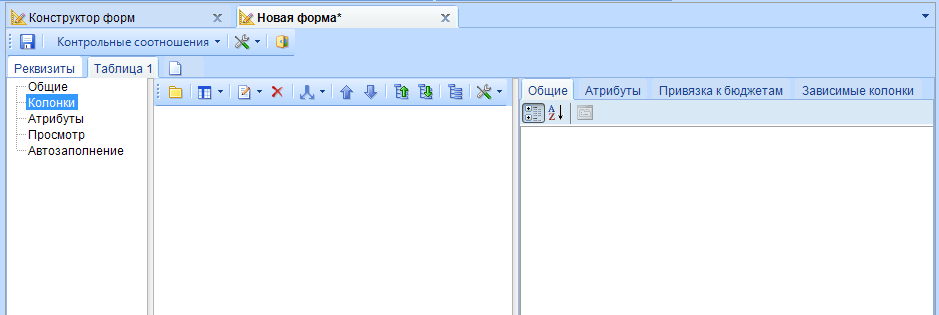 Конструктор форм
Новая форма*
Контрольные соотношения
Реквизиты Таблица 1
Общие
Колонки
Атрибуты
Просмотр
Автозаполнение
Общие Атрибуты Привязка к бюджетам Зависимые колонки